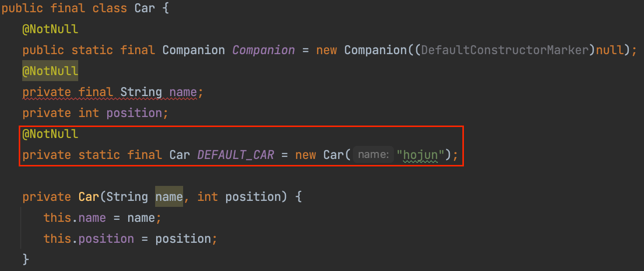 public final class Car {
@NotNull
public static final Companion Companion = new Companion((DefaultConstructorMarker)null);
@NotNull
private final String name;
private int position;
@NotNull
private static final Car DEFAULT_CAR = new Car( name: "hojun");
private Car(String name, int position) {
this.name = name;
this.position = position;
}